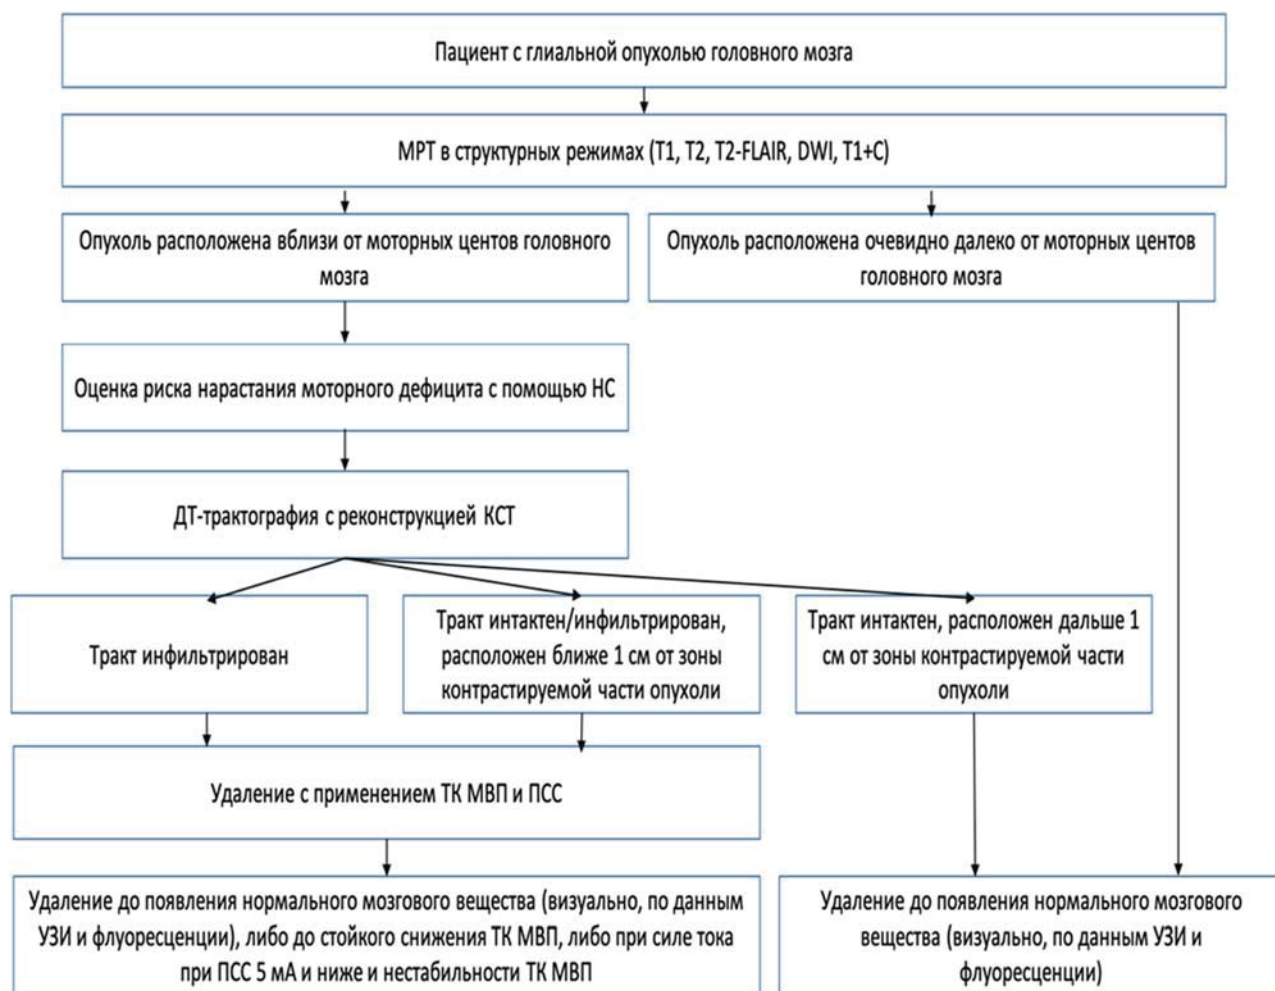 Пациент с глиальной опухолью головного мозга
МРТ в структурных режимах (Т1, Т2, T2-FLAIR, DWI, T1+C)
Опухоль расположена вблизи от моторных центов головного
мозга
Опухоль расположена очевидно далеко от моторных центов
головного мозга
Оценка риска нарастания моторного дефицита с помощью НС
ДТ-трактография с реконструкцией КСТ
Тракт инфильтрирован
Тракт интактен/инфильтрирован,
расположен ближе 1 см от зоны
контрастируемой части опухоли
Тракт интактен, расположен дальше 1
см от зоны контрастируемой части
опухоли
Удаление с применением ТК МВП и ПСС
Удаление до появления нормального мозгового вещества (визуально, по данным
УЗИ и флуоресценции), либо до стойкого снижения ТК МВП, либо при силе тока
при ПСС 5 мА и ниже и нестабильности ТК МВП
Удаление до появления нормального мозгового
вещества (визуально, по данным УЗИ и
флуоресценции)